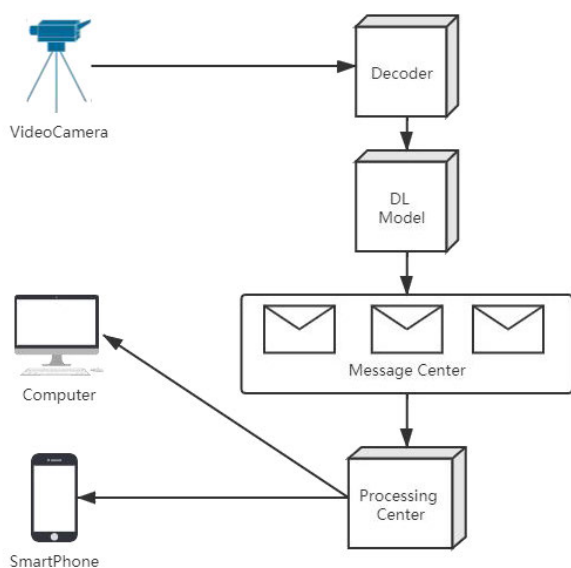 VideoCamera
Decoder
DL
Model
Message Center
Computer
Processing
Center
SmartPhone